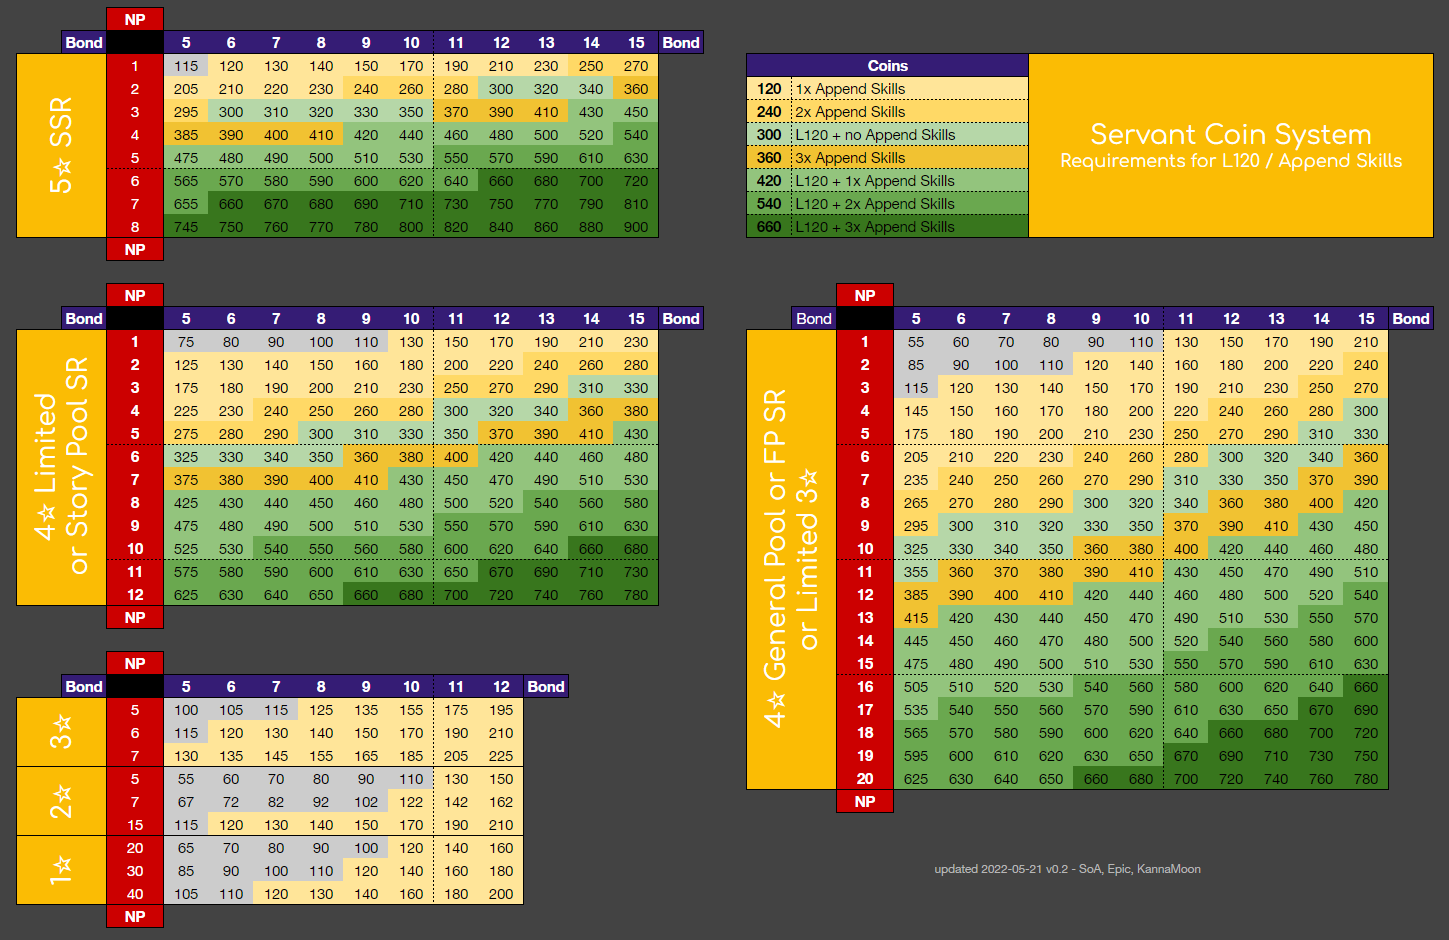 NP
Bond 5 6 7 8 9 10 11 12 13 14 15 Bond
5☆ SSR
1 115 120 130 140 150 170 190 210 230 250 270
2 205 210 220 230 240 260 280 300 320 340 360
3 295 300 310 320 330 350 370 390 410 430 450
4 385 390 400 410 420 440 460 480 500 520 540
5 475 480 490 500 510 530 550 570 590 610 630
6 565 570 580 590 600 620 640 660 680 700 720
7 655 660 670 680 690 710 730 750 770 790 810
8 745 750 760 770 780 800 820 840 860 880 900
NP
Coins
120 1x Append Skills
240 2x Append Skills
300 L120 + no Append Skills
360 3x Append Skills
420 L120 + 1x Append Skills
540 L120 + 2x Append Skills
660 L120 + 3x Append Skills
Servant Coin System
Requirements for L120 / Append Skills
NP
Bond 5 6 7 8 9 10 11 12 13 14 15 Bond
4☆ Limited
or Story Pool SR
1 75 80 90 100 110 130 150 170 190 210 230
2 125 130 140 150 160 180 200 220 240 260 280
3 175 180 190 200 210 230 250 270 290 310 330
4 225 230 240 250 260 280 300 320 340 360 380
5 275 280 290 300 310 330 350 370 390 410 430
6 325 330 340 350 360 380 400 420 440 460 480
7 375 380 390 400 410 430 450 470 490 510 530
8 425 430 440 450 460 480 500 520 540 560 580
9 475 480 490 500 510 530 550 570 590 610 630
10 525 530 540 550 560 580 600 620 640 660 680
11 575 580 590 600 610 630 650 670 690 710 730
12 625 630 640 650 660 680 700 720 740 760 780
NP
NP
Bond 5 6 7 8 9 10 11 12 13 14 15 Bond
4☆ General Pool or FP SR
or Limited 3☆
1 55 60 70 80 90 110 130 150 170 190 210
2 85 90 100 110 120 140 160 180 200 220 240
3 115 120 130 140 150 170 190 210 230 250 270
4 145 150 160 170 180 200 220 240 260 280 300
5 175 180 190 200 210 230 250 270 290 310 330
6 205 210 220 230 240 260 280 300 320 340 360
7 235 240 250 260 270 290 310 330 350 370 390
8 265 270 280 290 300 320 340 360 380 400 420
9 295 300 310 320 330 350 370 390 410 430 450
10 325 330 340 350 360 380 400 420 440 460 480
11 355 360 370 380 390 410 430 450 470 490 510
12 385 390 400 410 420 440 460 480 500 520 540
13 415 420 430 440 450 470 490 510 530 550 570
14 445 450 460 470 480 500 520 540 560 580 600
15 475 480 490 500 510 530 550 570 590 610 630
16 505 510 520 530 540 560 580 600 620 640 660
17 535 540 550 560 570 590 610 630 650 670 690
18 565 570 580 590 600 620 640 660 680 700 720
19 595 600 610 620 630 650 670 690 710 730 750
20 625 630 640 650 660 680 700 720 740 760 780
NP
NP
Bond 5 6 7 8 9 10 11 12 Bond
3☆
5 100 105 115 125 135 155 175 195
6 115 120 130 140 150 170 190 210
7 130 135 145 155 165 185 205 225
2☆
5 55 60 70 80 90 110 130 150
7 67 72 82 92 102 122 142 162
15 115 120 130 140 150 170 190 210
1☆
20 65 70 80 90 100 120 140 160
30 85 90 100 110 120 140 160 180
40 105 110 120 130 140 160 180 200
NP
updated 2022-05-21 v0.2 - SoA, Epic, KannaMoon